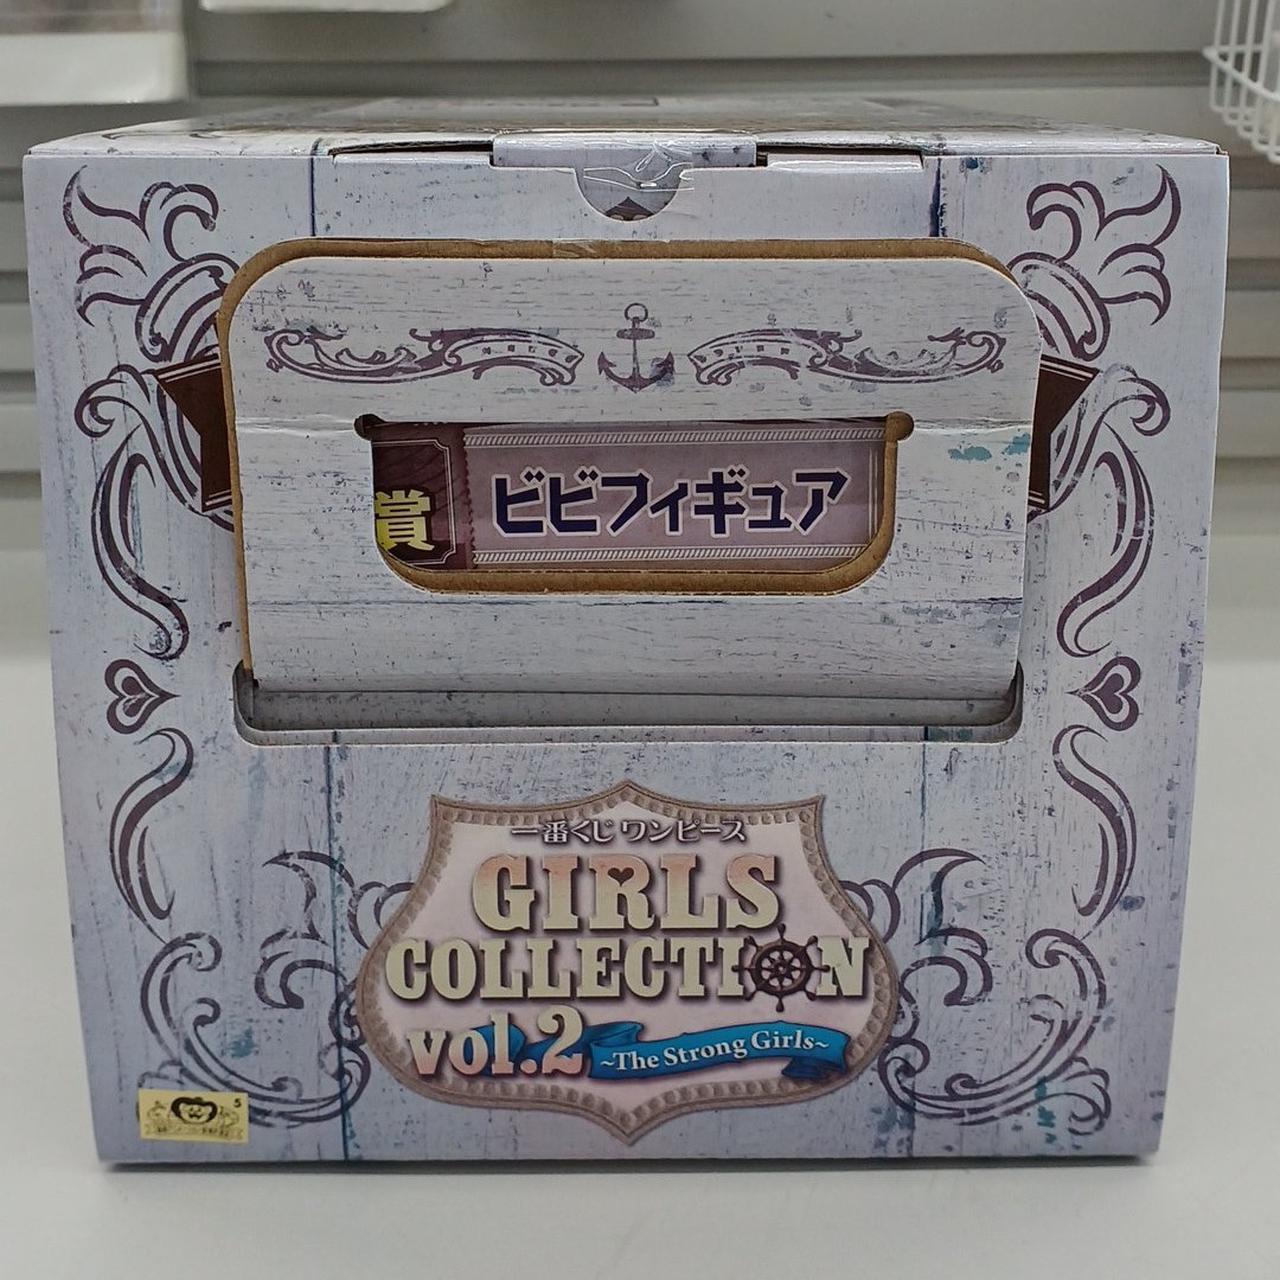 賞
ビビフィギュア
一番くじ ワンピース
GIRLS
COLLECTION
vol.2
~The Strong Girls~
5